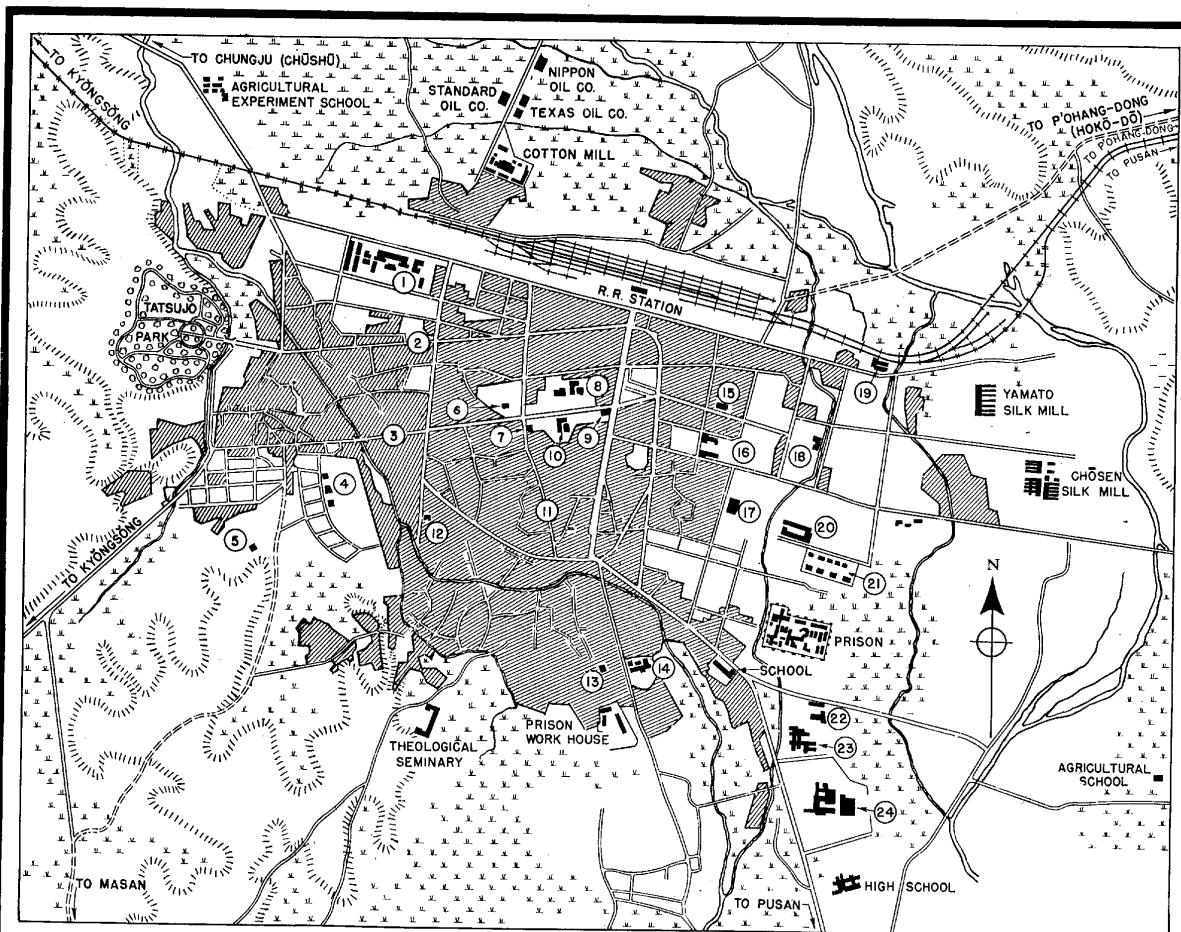 TO CHUNGJU (CHŪSHŪ)
TO KYŎNGSŎNG
AGRICULTURAL
EXPERIMENT SCHOOL
NIPPON
OIL CO.
STANDARD
OIL CO.
TEXAS OIL CO.
COTTON MILL
TO P'OHANG-DONG
(HOKŌ-DŌ)
TO P'OHANG-DONG
TO PUSAN
1
R.R. STATION
TATSUJO
PARK
2
8
15
19
YAMATO
SILK MILL
6
3
7
10
9
16
18
4
CHŌSEN
SILK MILL
5
12
11
17
20
TO KYŎNGSŎNG
21
N
PRISON
13
14
SCHOOL
THEOLOGICAL
SEMINARY
PRISON
WORK HOUSE
22
23
AGRICULTURAL
SCHOOL
24
TO MASAN
HIGH SCHOOL
TO PUSAN